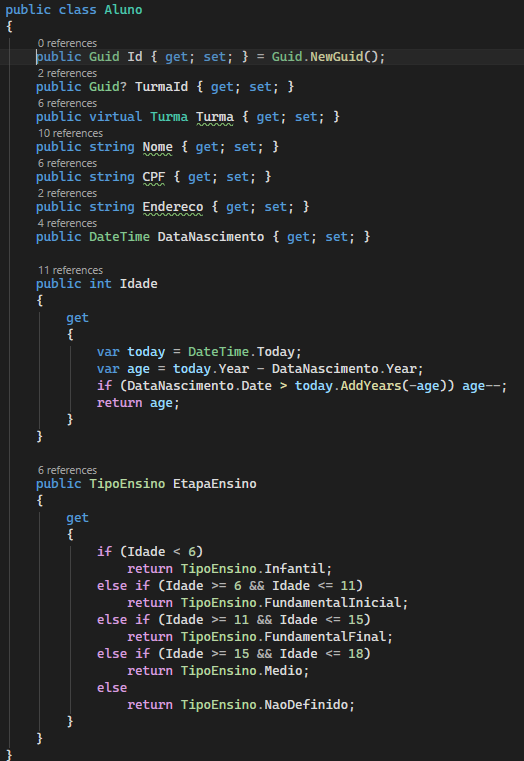 public class Aluno
{
0 references
public Guid Id { get; set; } = Guid.NewGuid();
2 references
public Guid? TurmaId { get; set; }
6 references
public virtual Turma Turma { get; set; }
10 references
public string Nome { get; set; }
6 references
public string CPF { get; set; }
2 references
public string Endereco { get; set; }
4 references
public DateTime DataNascimento { get; set; }
11 references
public int Idade
{
get
{
var today = DateTime.Today;
var age = today.Year - DataNascimento.Year;
if (DataNascimento.Date > today.AddYears(-age)) age--;
return age;
}
}
6 references
public TipoEnsino EtapaEnsino
{
get
{
if (Idade < 6)
return TipoEnsino.Infantil;
else if (Idade >= 6 && Idade <= 11)
return TipoEnsino.FundamentalInicial;
else if (Idade >= 11 && Idade <= 15)
return TipoEnsino.FundamentalFinal;
else if (Idade >= 15 && Idade <= 18)
return TipoEnsino.Medio;
else
return TipoEnsino.NaoDefinido;
}
}
}